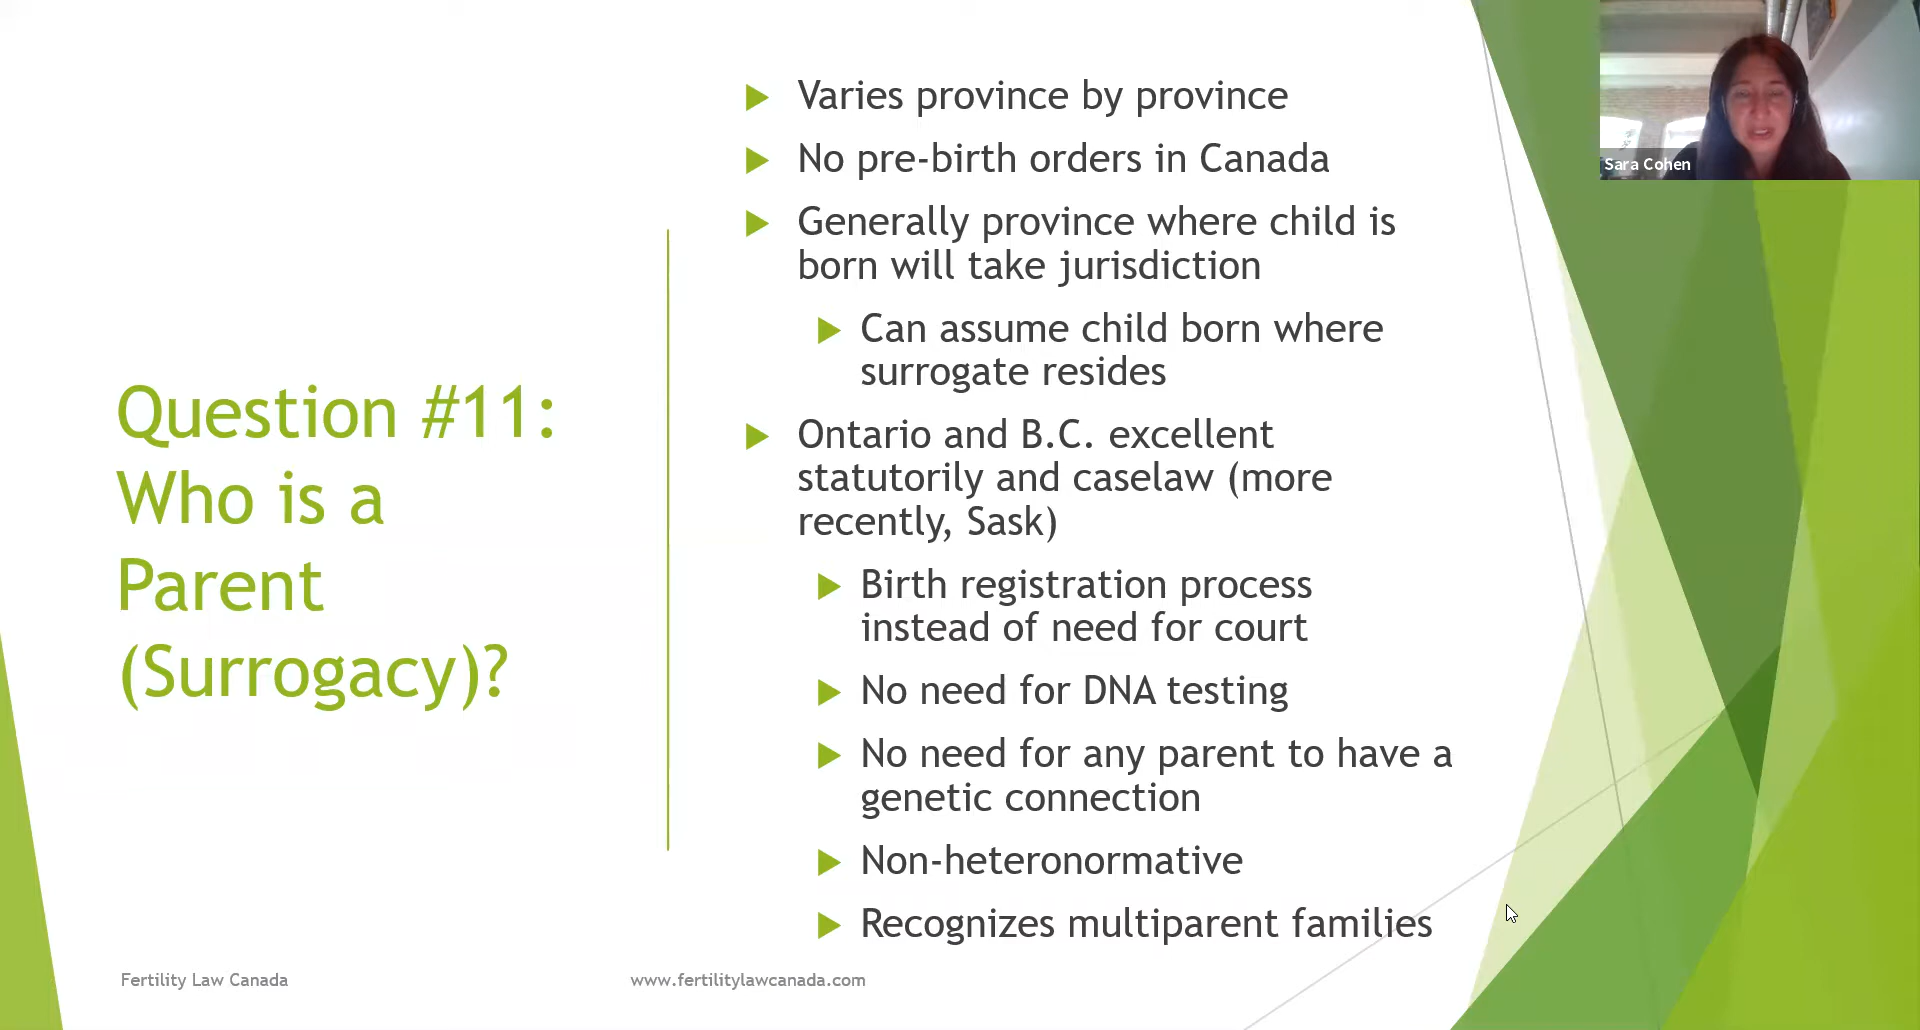 Question #11:
Who is a
Parent
(Surrogacy)?
Varies province by province
No pre-birth orders in Canada
Generally province where child is
born will take jurisdiction
Can assume child born where
surrogate resides
Ontario and B.C. excellent
statutorily and caselaw (more
recently, Sask)
Birth registration process
instead of need for court
No need for DNA testing
No need for any parent to have a
genetic connection
Non-heteronormative
Recognizes multiparent families
Sara Cohen
Fertility Law Canada
www.fertilitylawcanada.com